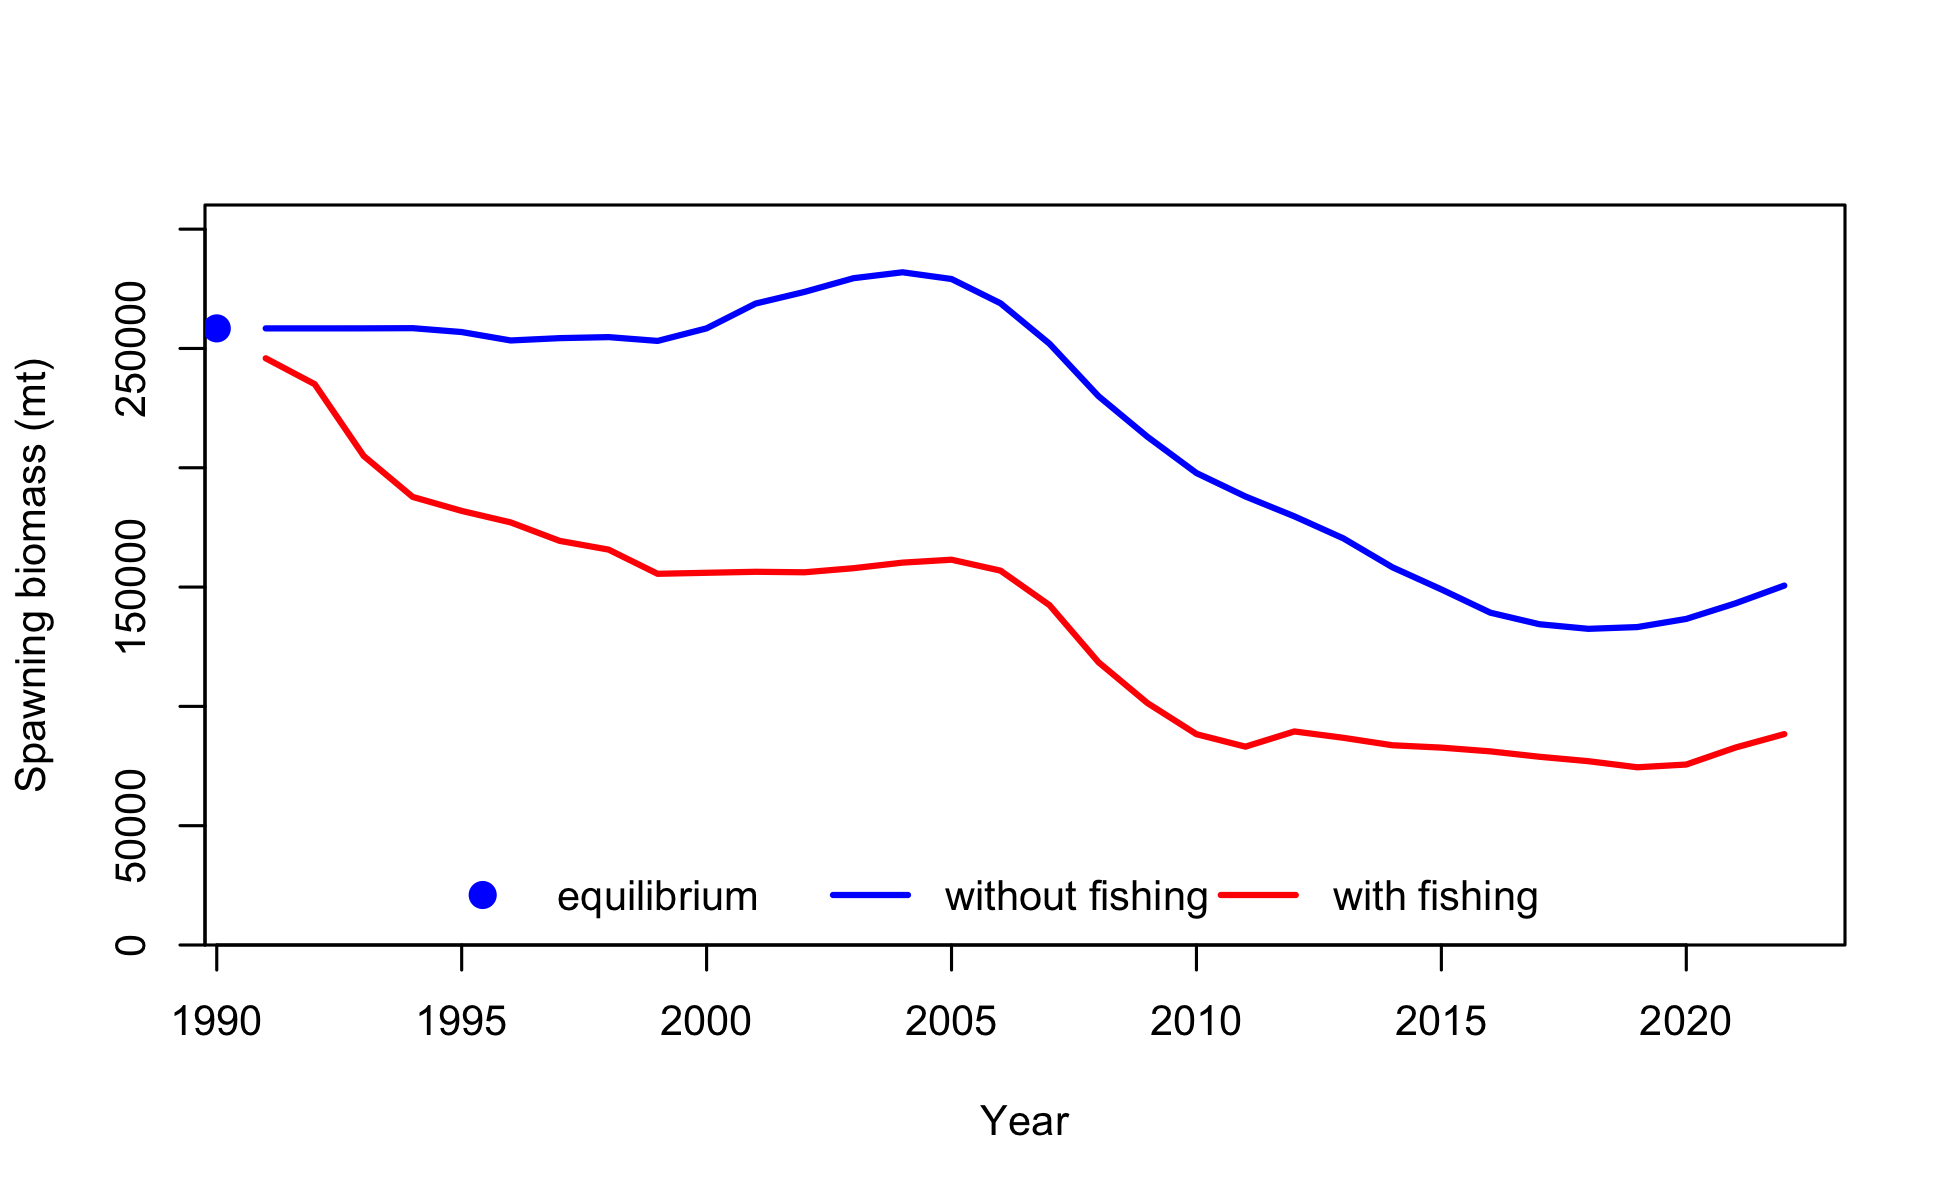 Spawning biomass (mt)
250000
150000
50000
0
equilibrium without fishing with fishing
1990 1995 2000 2005 2010 2015 2020
Year